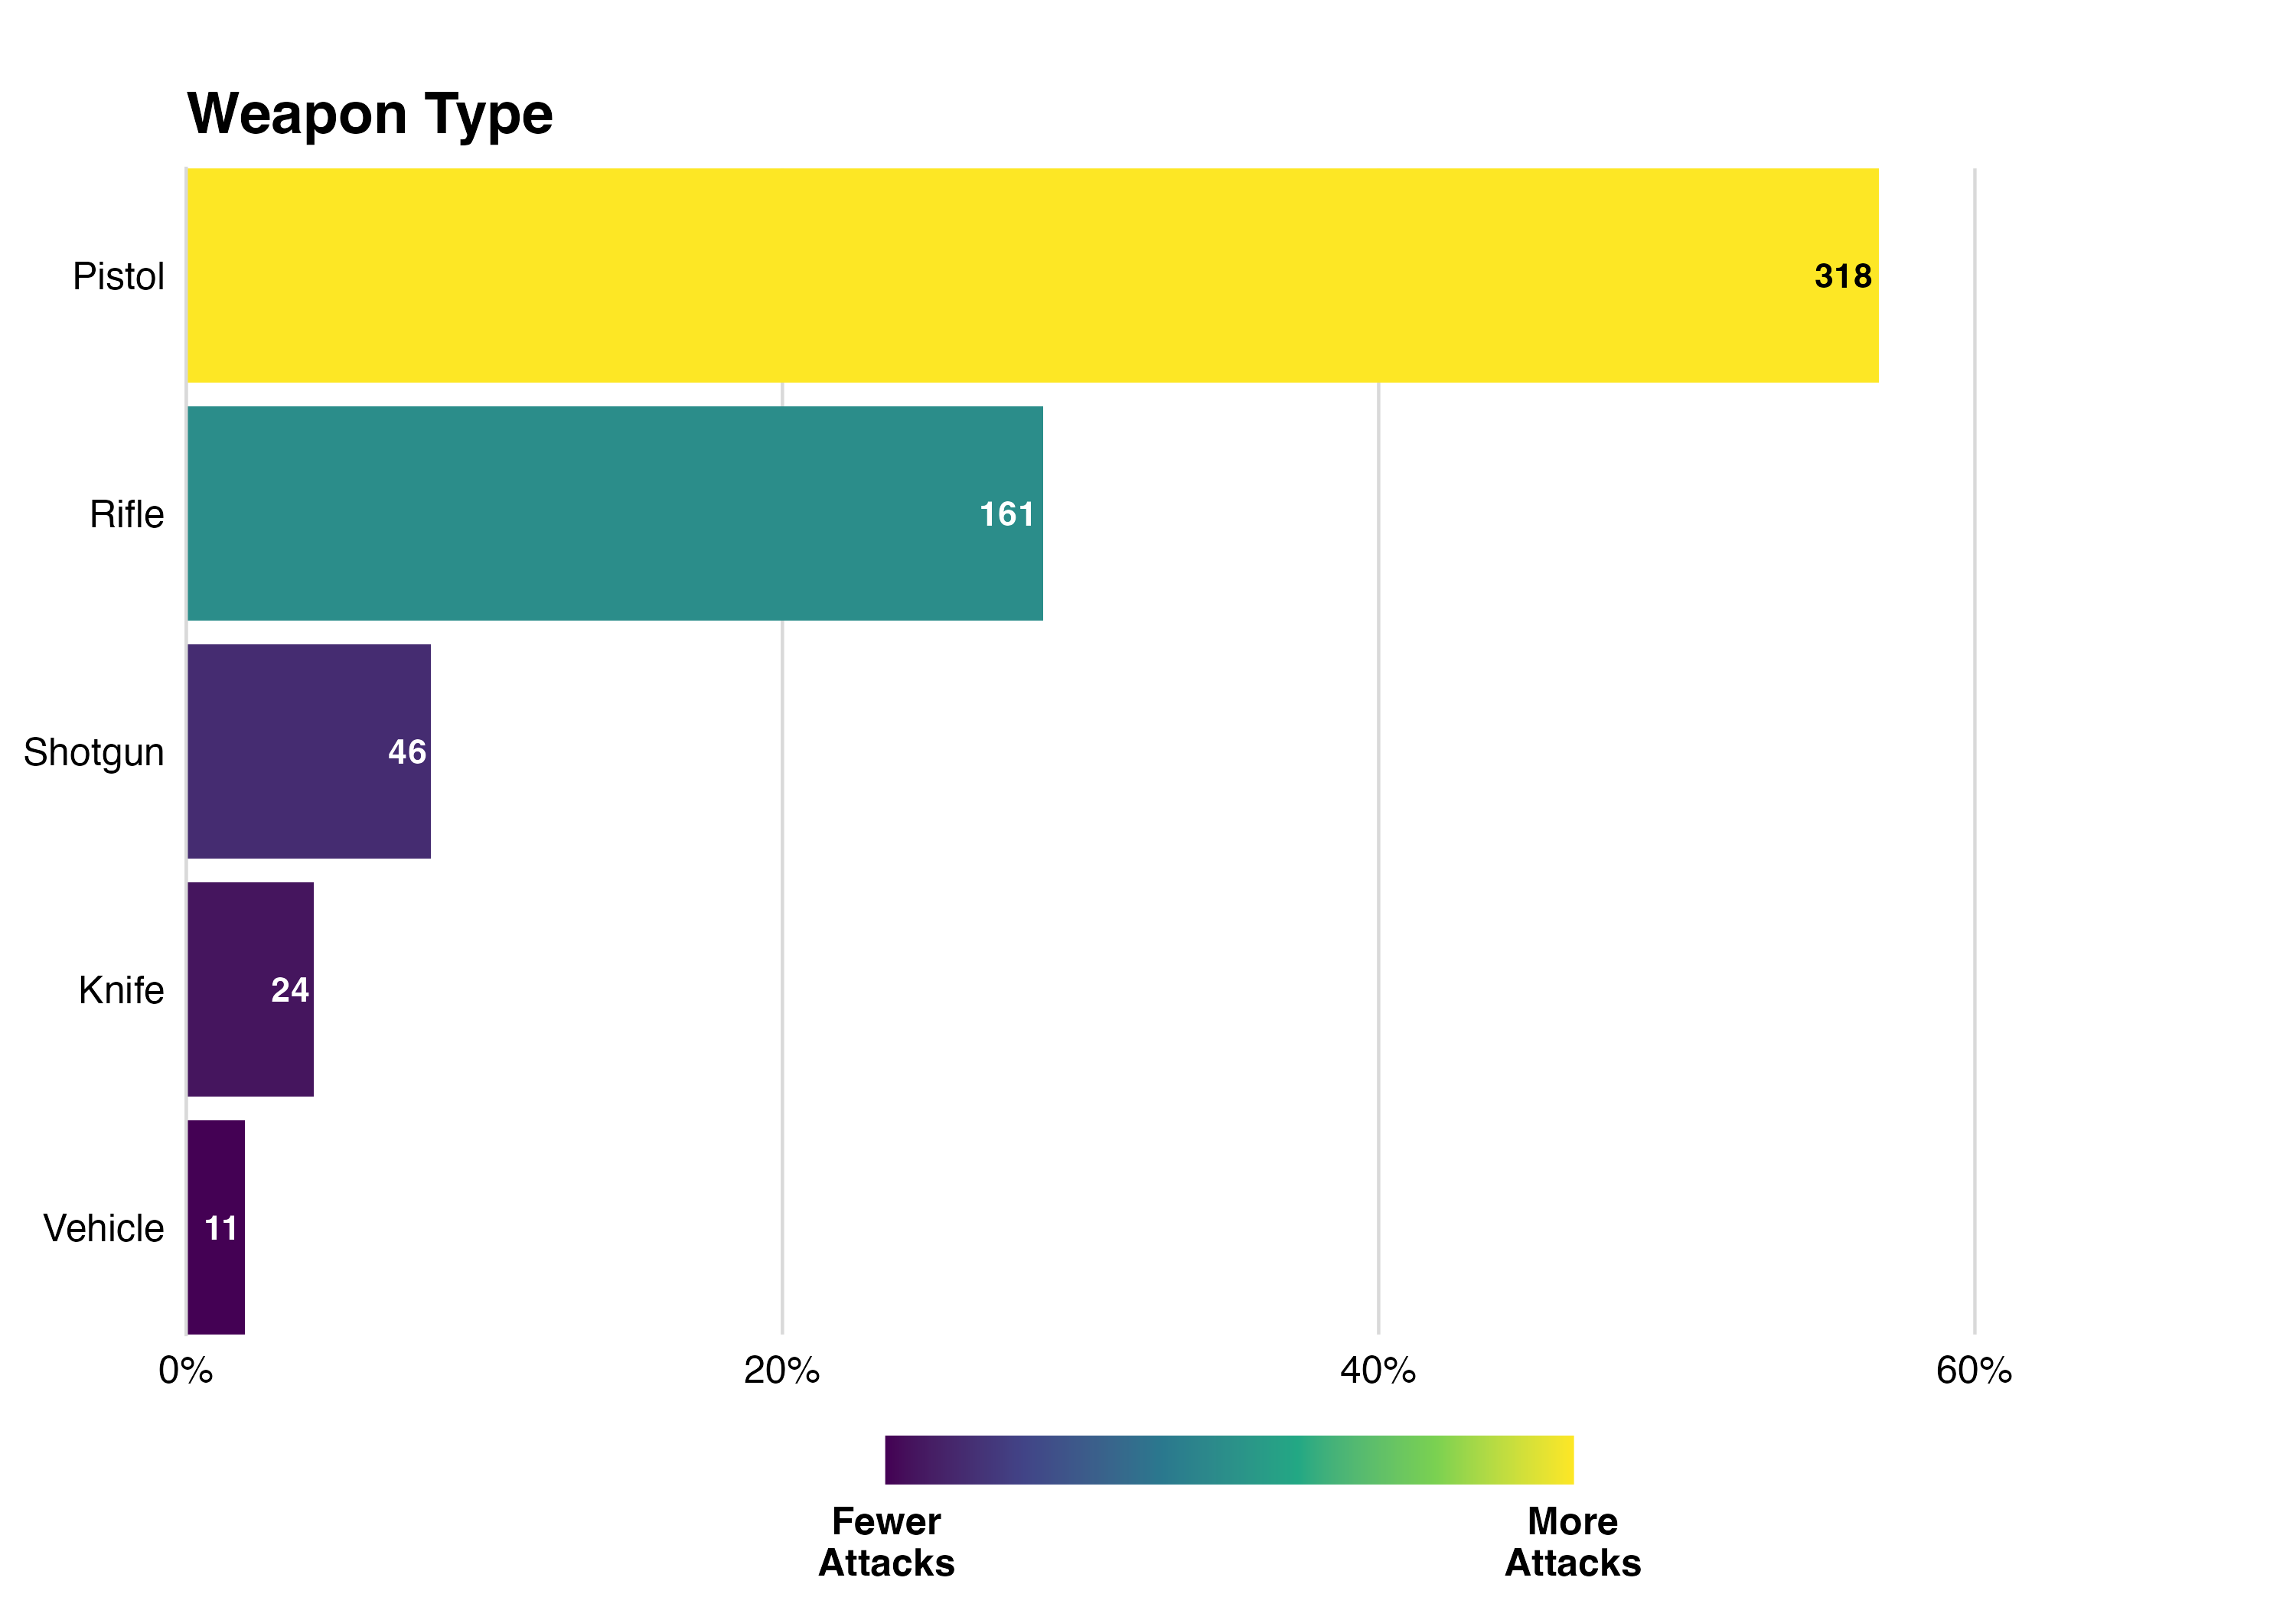 Weapon Type
Pistol
318
Rifle
161
Shotgun
46
Knife
24
Vehicle
11
0%
20%
40%
60%
Fewer
Attacks
More
Attacks